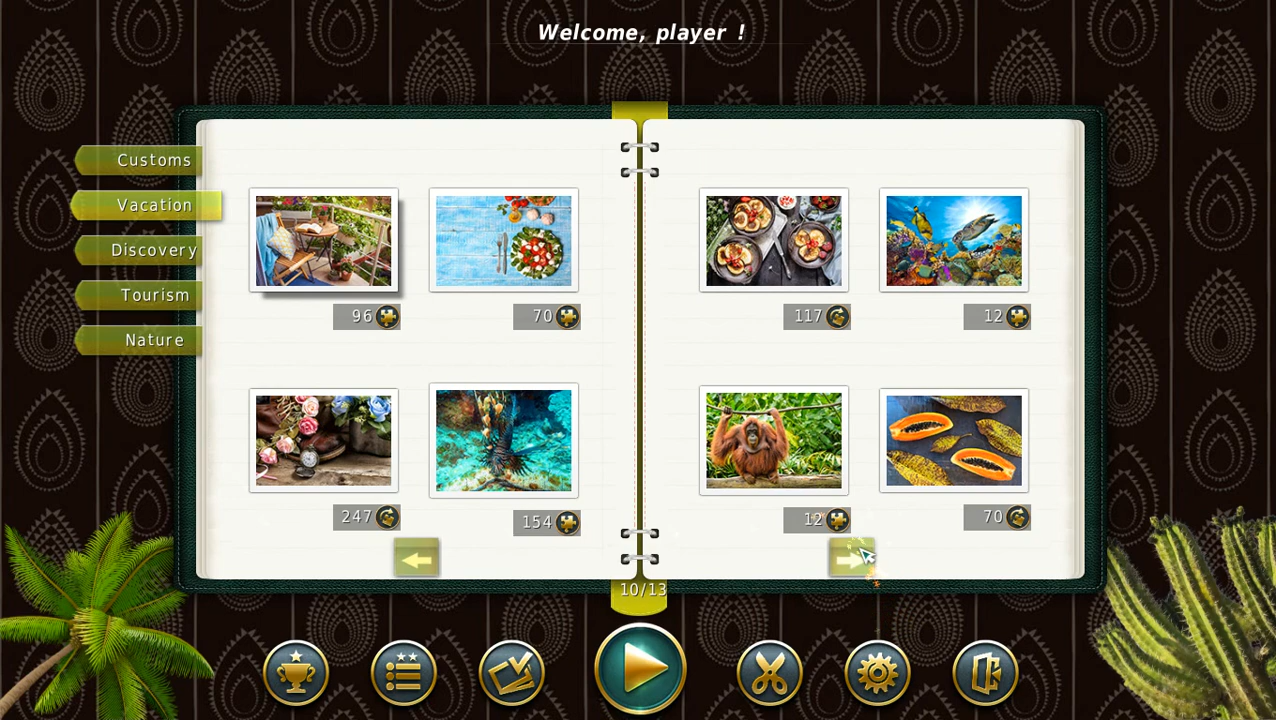 Welcome, player !
Customs
Vacation
Discovery
Tourism
Nature
96
70
117
12
247
154
12
70
10/13